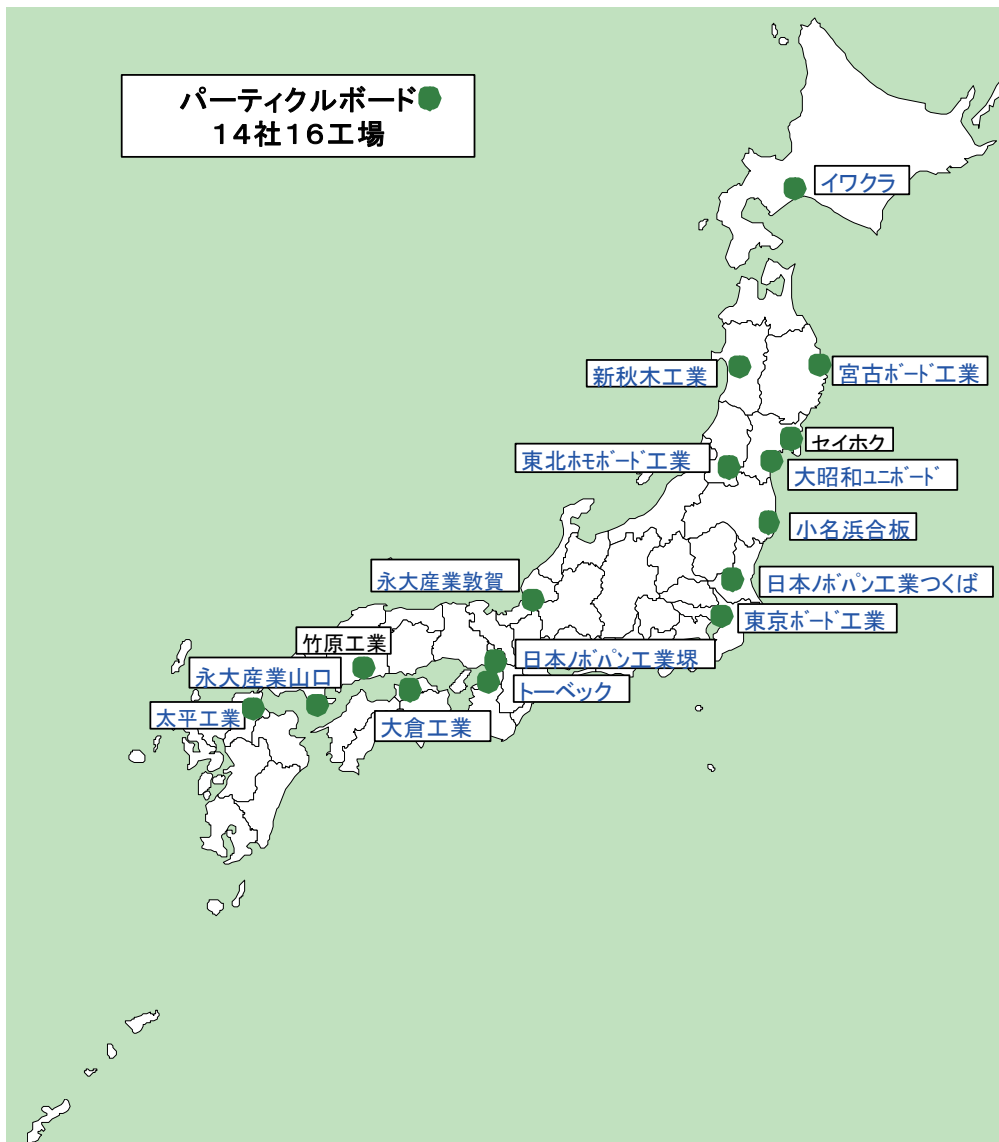 パーティクルボード
１４社１６工場
イワクラ
新秋木工業
宮古ﾎﾞｰﾄﾞ工業
セイホク
東北ﾎﾓﾎﾞｰﾄﾞ工業
大昭和ﾕﾆﾎﾞｰﾄﾞ
小名浜合板
永大産業敦賀
日本ﾉﾎﾞﾊﾟﾝ工業つくば
東京ボード工業
竹原工業
日本ﾉﾎﾞﾊﾟﾝ工業堺
永大産業山口
トーベック
太平工業
大倉工業